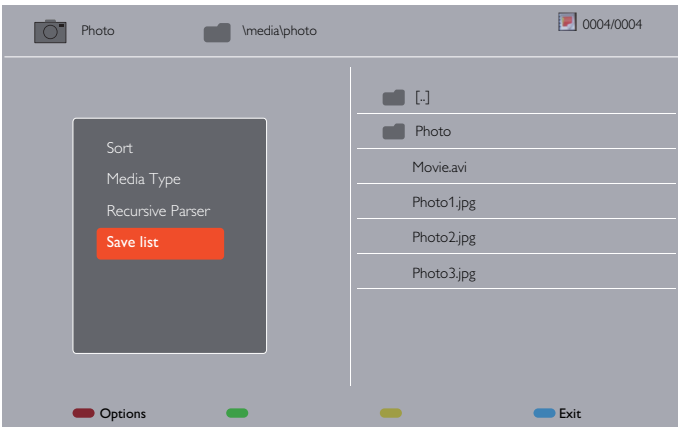 Photo
\media\photo
0004/0004
Sort
Media Type
Recursive Parser
Save list
[..]
Photo
Movie.avi
Photo1.jpg
Photo2.jpg
Photo3.jpg
Options
Exit